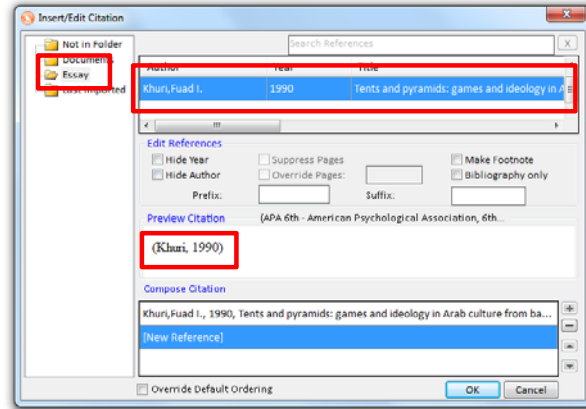 Insert/Edit Citation
Not in Folder
Documents
Essay
Last Imported
Search References
X
Author Year Title
Khuri,Fuad I. 1990 Tents and pyramids: games and ideology in A
Edit References
Hide Year Suppress Pages Make Footnote
Hide Author Override Pages: Bibliography only
Prefix: Suffix:
Preview Citation (APA 6th - American Psychological Association, 6th...
(Khuri, 1990)
Compose Citation
Khuri,Fuad I., 1990, Tents and pyramids: games and ideology in Arab culture from ba...
[New Reference]
Override Default Ordering OK Cancel